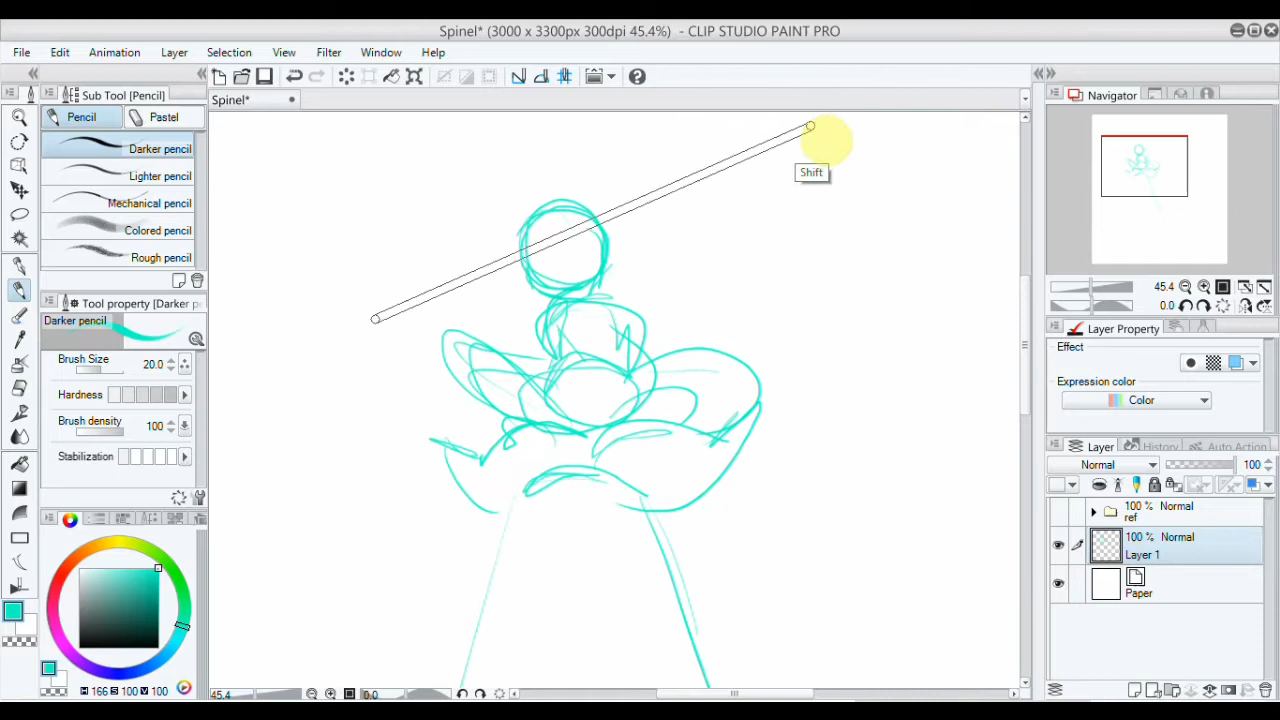 Spinel* (3000 x 3300px 300dpi 45.4%)  - CLIP STUDIO PAINT PRO
File Edit Animation Layer Selection View Filter Window Help
Sub Tool [Pencil]
Spinel*
Navigator
Pencil Pastel
Darker pencil
Lighter pencil
Mechanical pencil
Colored pencil
Rough pencil
Shift
45.4
0.0
Tool property [Darker pe
Darker pencil
Brush Size 20.0
Hardness
Brush density 100
Stabilization
Layer Property
Effect
Expression color
Color
Layer History Auto Action
Normal 100
100 % Normal
ref
100 % Normal
Layer 1
Paper
H 166 S 100 V 100
45.4 0.0